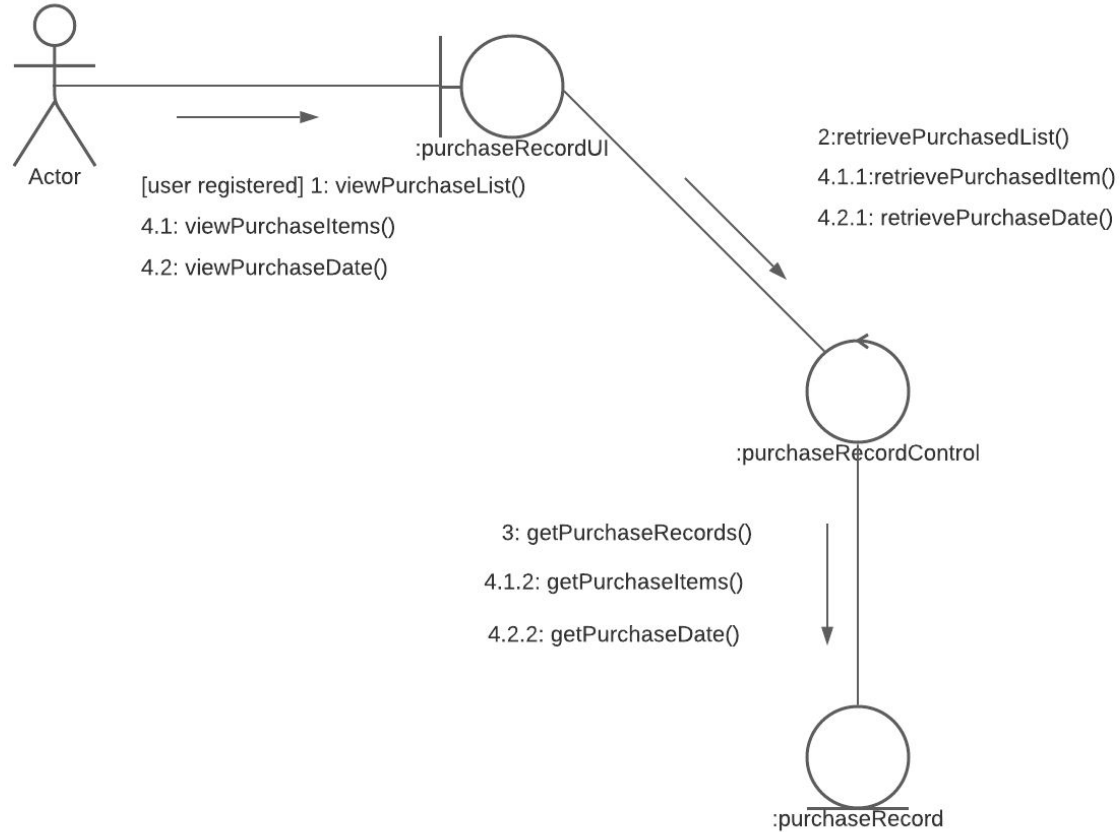 Actor
:purchaseRecordUI
[user registered] 1: viewPurchaseList()
4.1: viewPurchaseItems()
4.2: viewPurchaseDate()
2:retrievePurchasedList()
4.1.1:retrievePurchasedItem()
4.2.1: retrievePurchaseDate()
:purchaseRecordControl
3: getPurchaseRecords()
4.1.2: getPurchaseItems()
4.2.2: getPurchaseDate()
:purchaseRecord